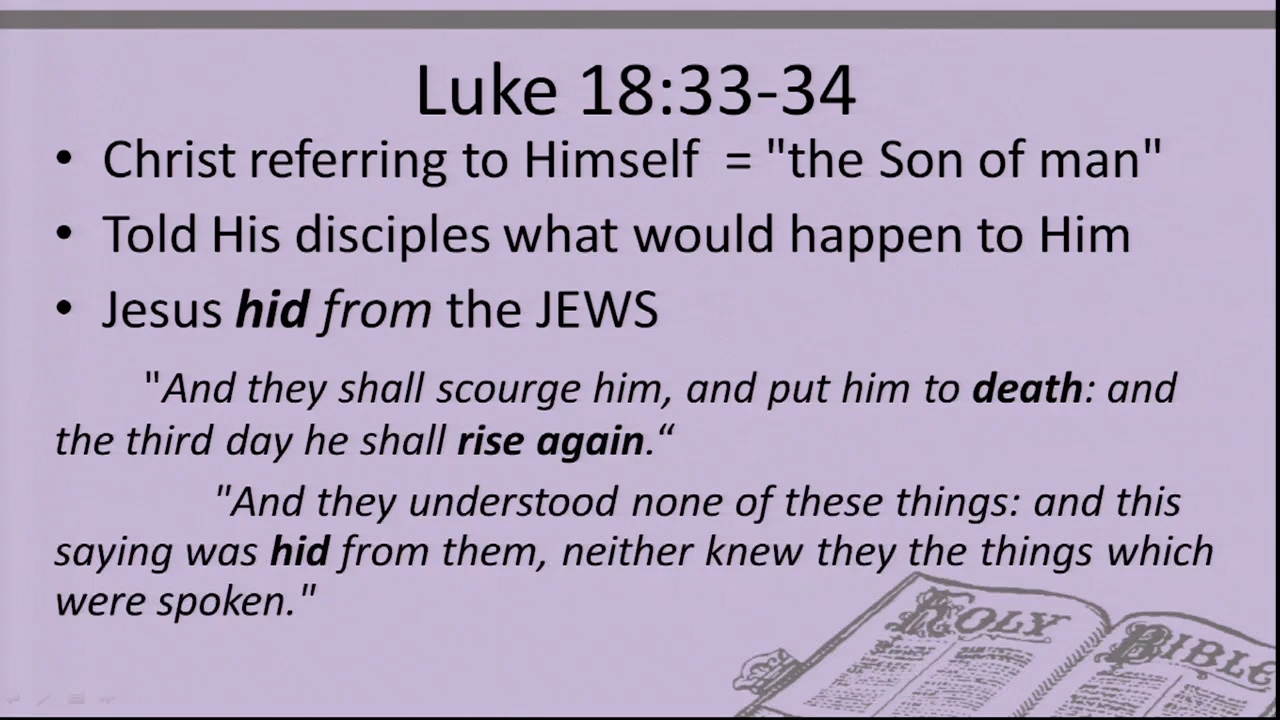 Luke 18:33-34
• Christ referring to Himself = "the Son of man"
• Told His disciples what would happen to Him
• Jesus hid from the JEWS
"And they shall scourge him, and put him to death: and
the third day he shall rise again.“
"And they understood none of these things: and this
saying was hid from them, neither knew they the things which
were spoken."
HOLY BIBLE